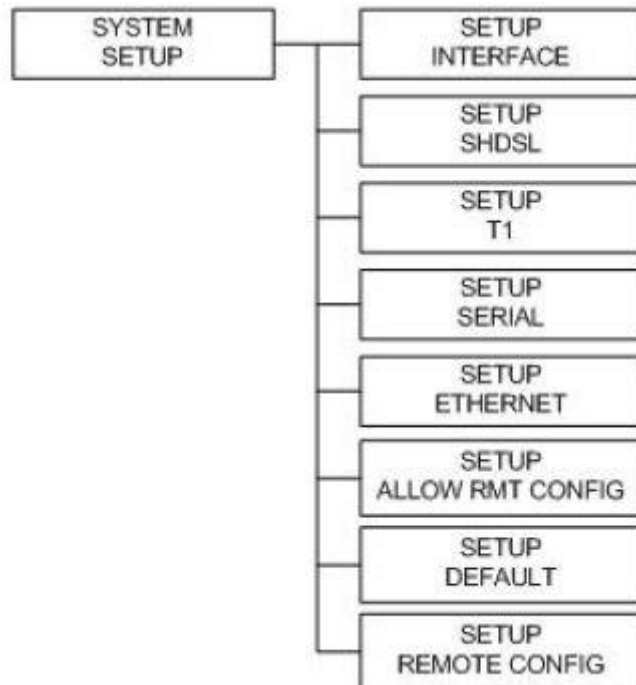 SYSTEM
SETUP
SETUP
INTERFACE
SETUP
SHDSL
SETUP
T1
SETUP
SERIAL
SETUP
ETHERNET
SETUP
ALLOW RMT CONFIG
SETUP
DEFAULT
SETUP
REMOTE CONFIG